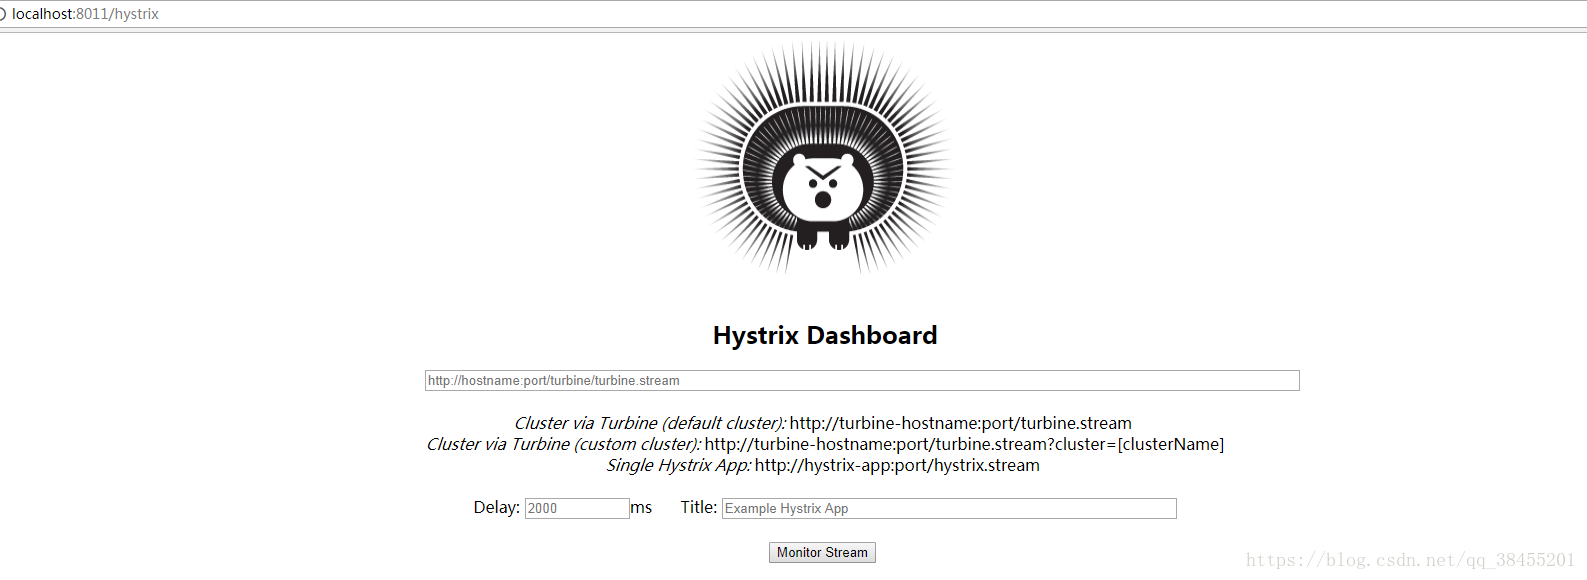 localhost:8011/hystrix
Hystrix Dashboard
http://hostname:port/turbine/turbine.stream
Cluster via Turbine (default cluster): http://turbine-hostname:port/turbine.stream
Cluster via Turbine (custom cluster): http://turbine-hostname:port/turbine.stream?cluster=[clusterName]
Single Hystrix App: http://hystrix-app:port/hystrix.stream
Delay: 2000 ms Title: Example Hystrix App
Monitor Stream
https://blog.csdn.net/qq_38455201